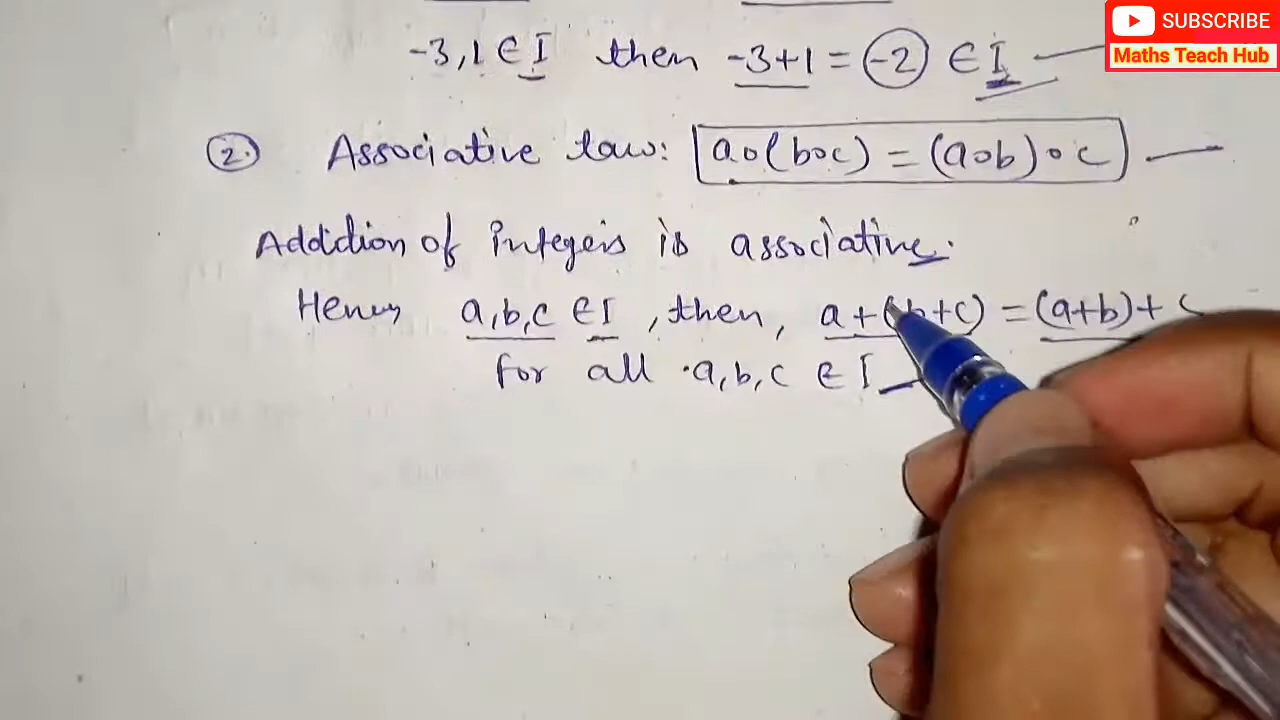 SUBSCRIBE
Maths Teach Hub
-3,1 ∈ I then -3+1 = -2 ∈ I
2. Associative law: a∘(b∘c) = (a∘b)∘c
Addition of integers is associative.
a,b,c ∈ I , then, a+(b+c) = (a+b)+ c
for all a,b,c ∈ I